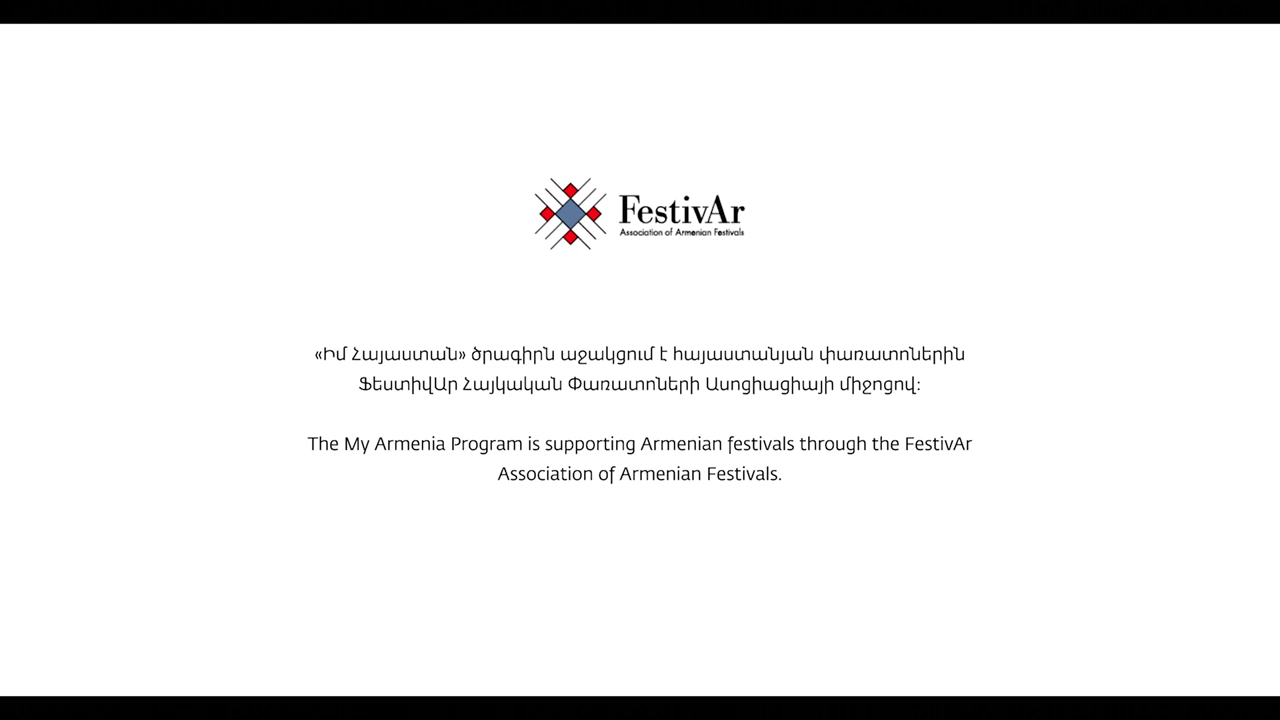 FestivAr
Association of Armenian Festivals
«Իմ Հայաստան» ծրագիրն աջակցում է հայաստանյան փառատոներին
ՖեստիվԱր Հայկական Փառատոների Ասոցիացիայի միջոցով:
The My Armenia Program is supporting Armenian festivals through the FestivAr
Association of Armenian Festivals.